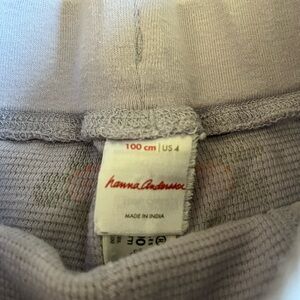 100 cm | US 4
hanna andersson
MADE IN INDIA